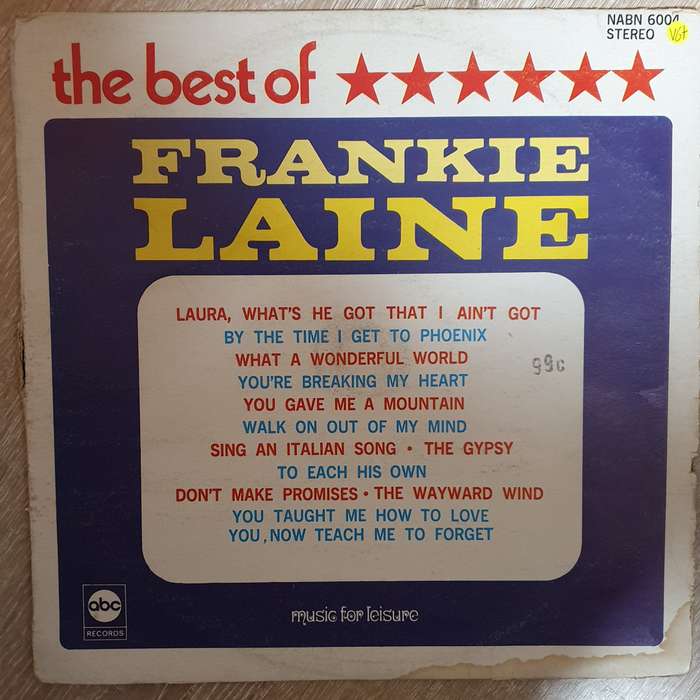 NABN 6004
STEREO
VG+
the best of
FRANKIE
LAINE
LAURA, WHAT'S HE GOT THAT I AIN'T GOT
BY THE TIME I GET TO PHOENIX
WHAT A WONDERFUL WORLD
99c
YOU'RE BREAKING MY HEART
YOU GAVE ME A MOUNTAIN
WALK ON OUT OF MY MIND
SING AN ITALIAN SONG • THE GYPSY
TO EACH HIS OWN
DON'T MAKE PROMISES • THE WAYWARD WIND
YOU TAUGHT ME HOW TO LOVE
YOU, NOW TEACH ME TO FORGET
abc
RECORDS
music for leisure